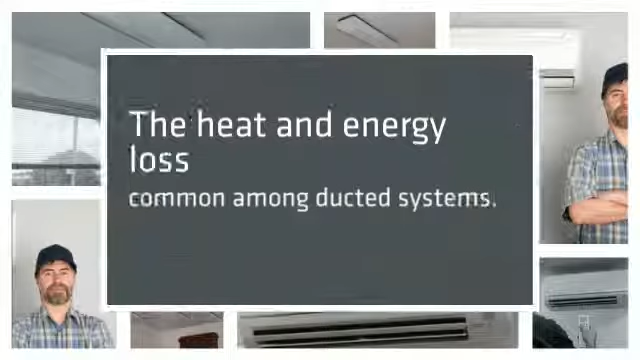 The heat and energy
loss
common among ducted systems.